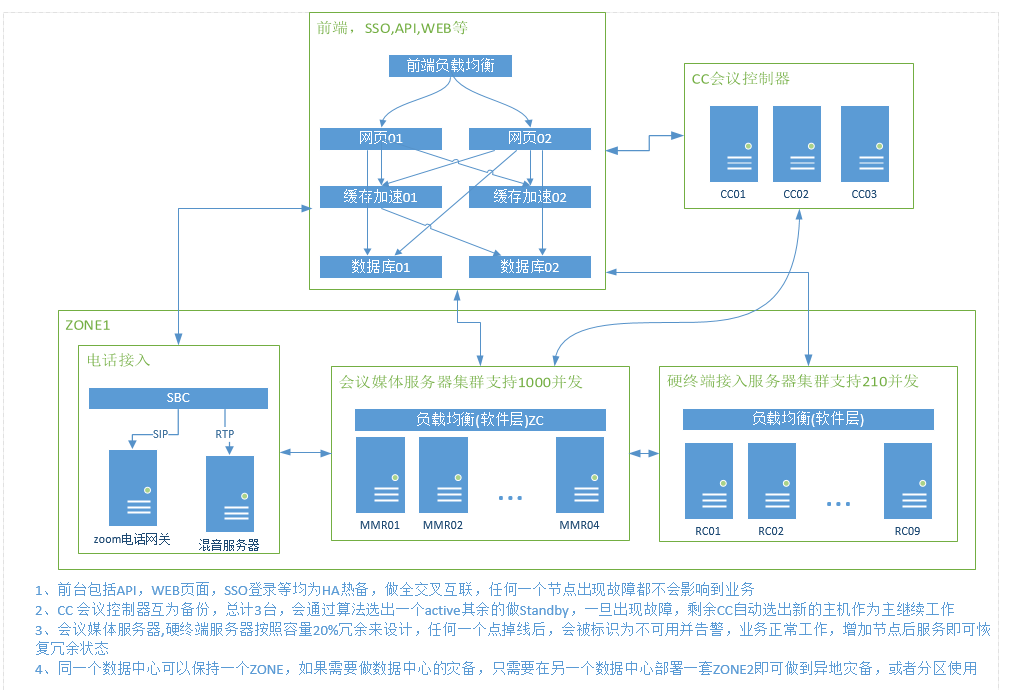 前端，SSO,API,WEB等
前端负载均衡
网页01
网页02
缓存加速01
缓存加速02
数据库01
数据库02
CC会议控制器
CC01
CC02
CC03
ZONE1
电话接入
SBC
SIP
RTP
zoom电话网关
混音服务器
会议媒体服务器集群支持1000并发
负载均衡(软件层)ZC
MMR01
MMR02
...
MMR04
硬终端接入服务器集群支持210并发
负载均衡(软件层)
RC01
RC02
...
RC09
1、前台包括API，WEB页面，SSO登录等均为HA热备，做全交叉互联，任何一个节点出现故障都不会影响到业务
2、CC 会议控制器互为备份，总计3台，会通过算法选出一个active其余的做Standby，一旦出现故障，剩余CC自动选出新的主机作为主继续工作
3、会议媒体服务器,硬终端服务器按照容量20%冗余来设计，任何一个点掉线后，会被标识为不可用并告警，业务正常工作，增加节点后服务即可恢
复冗余状态
4、同一个数据中心可以保持一个ZONE，如果需要做数据中心的灾备，只需要在另一个数据中心部署一套ZONE2即可做到异地灾备，或者分区使用